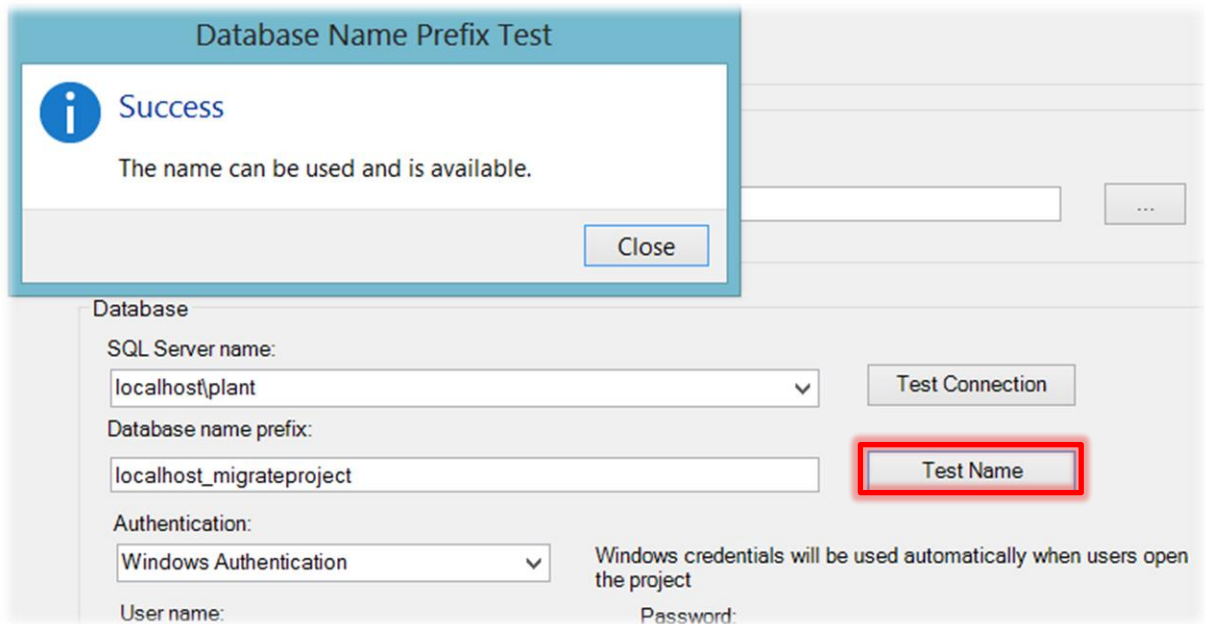 Database Name Prefix Test
Success
The name can be used and is available.
...
Close
Database
SQL Server name:
localhost\plant
Test Connection
Database name prefix:
localhost_migrateproject
Test Name
Authentication:
Windows Authentication
Windows credentials will be used automatically when users open
the project
User name:
Password: